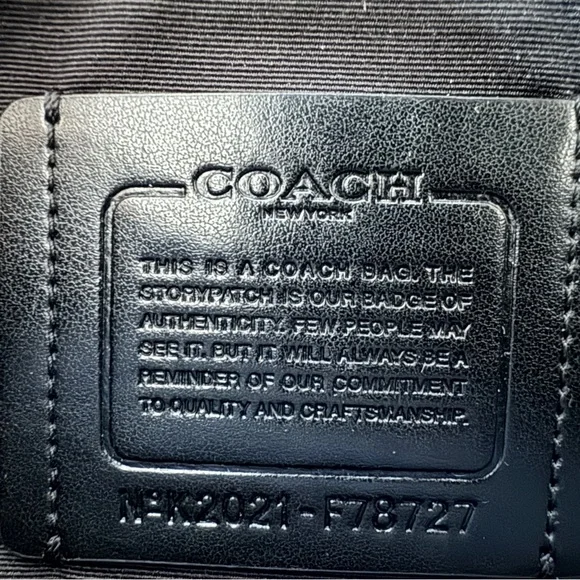 COACH
NEW YORK
THIS IS A COACH BAG. THE
STORYPATCH IS OUR BADGE OF
AUTHENTICITY. FEW PEOPLE MAY
SEE IT. BUT IT WILL ALWAYS BE A
REMINDER OF OUR COMMITMENT
TO QUALITY AND CRAFTSMANSHIP.
K2021-F78727